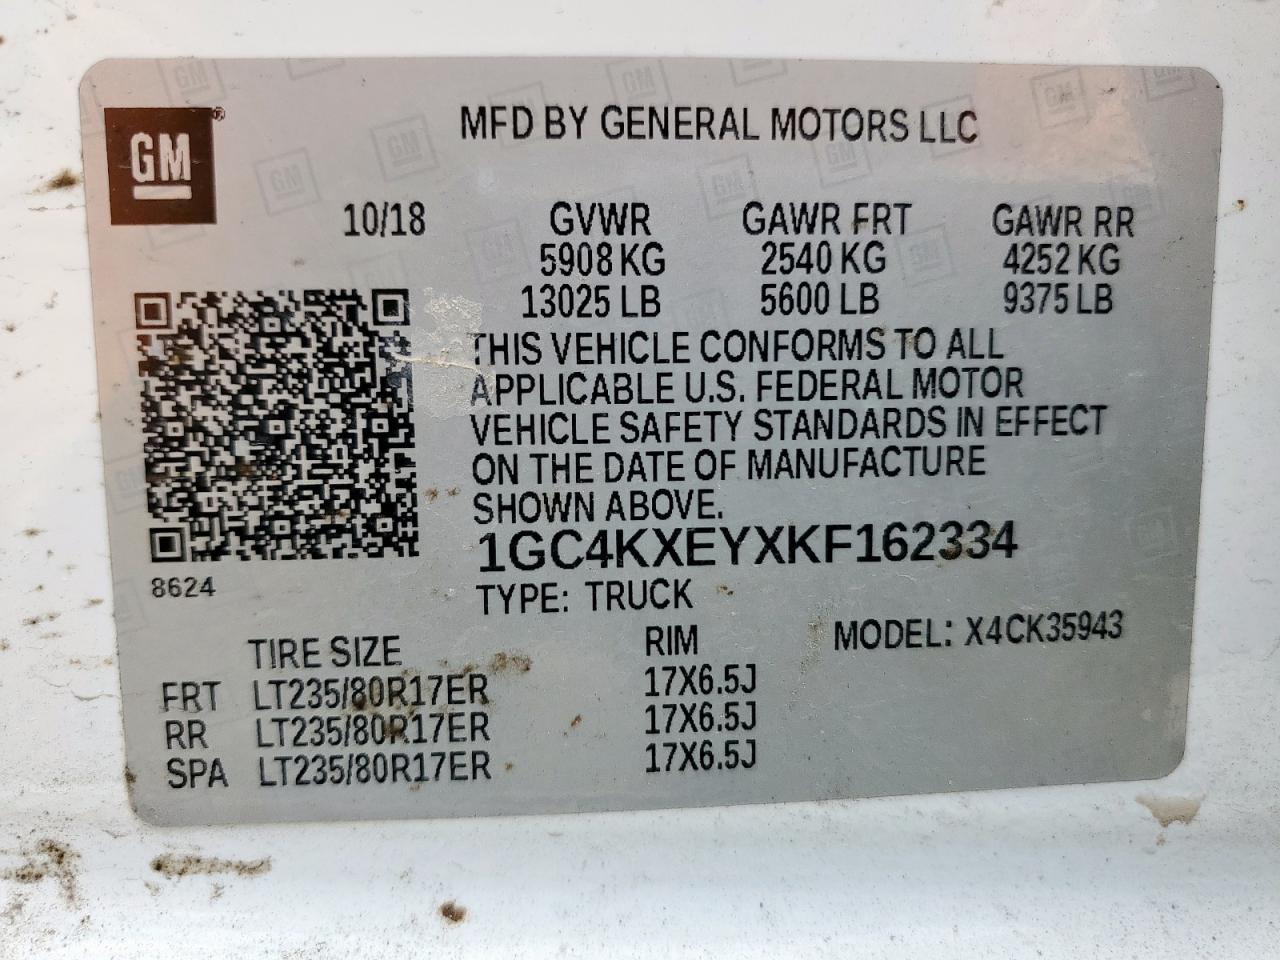 GM
MFD BY GENERAL MOTORS LLC
10/18 GVWR GAWR FRT GAWR RR
5908 KG 2540 KG 4252 KG
13025 LB 5600 LB 9375 LB
THIS VEHICLE CONFORMS TO ALL
APPLICABLE U.S. FEDERAL MOTOR
VEHICLE SAFETY STANDARDS IN EFFECT
ON THE DATE OF MANUFACTURE
SHOWN ABOVE.
1GC4KXEYXKF162334
8624
TYPE: TRUCK
TIRE SIZE RIM MODEL: X4CK35943
FRT LT235/80R17ER 17X6.5J
RR LT235/80R17ER 17X6.5J
SPA LT235/80R17ER 17X6.5J